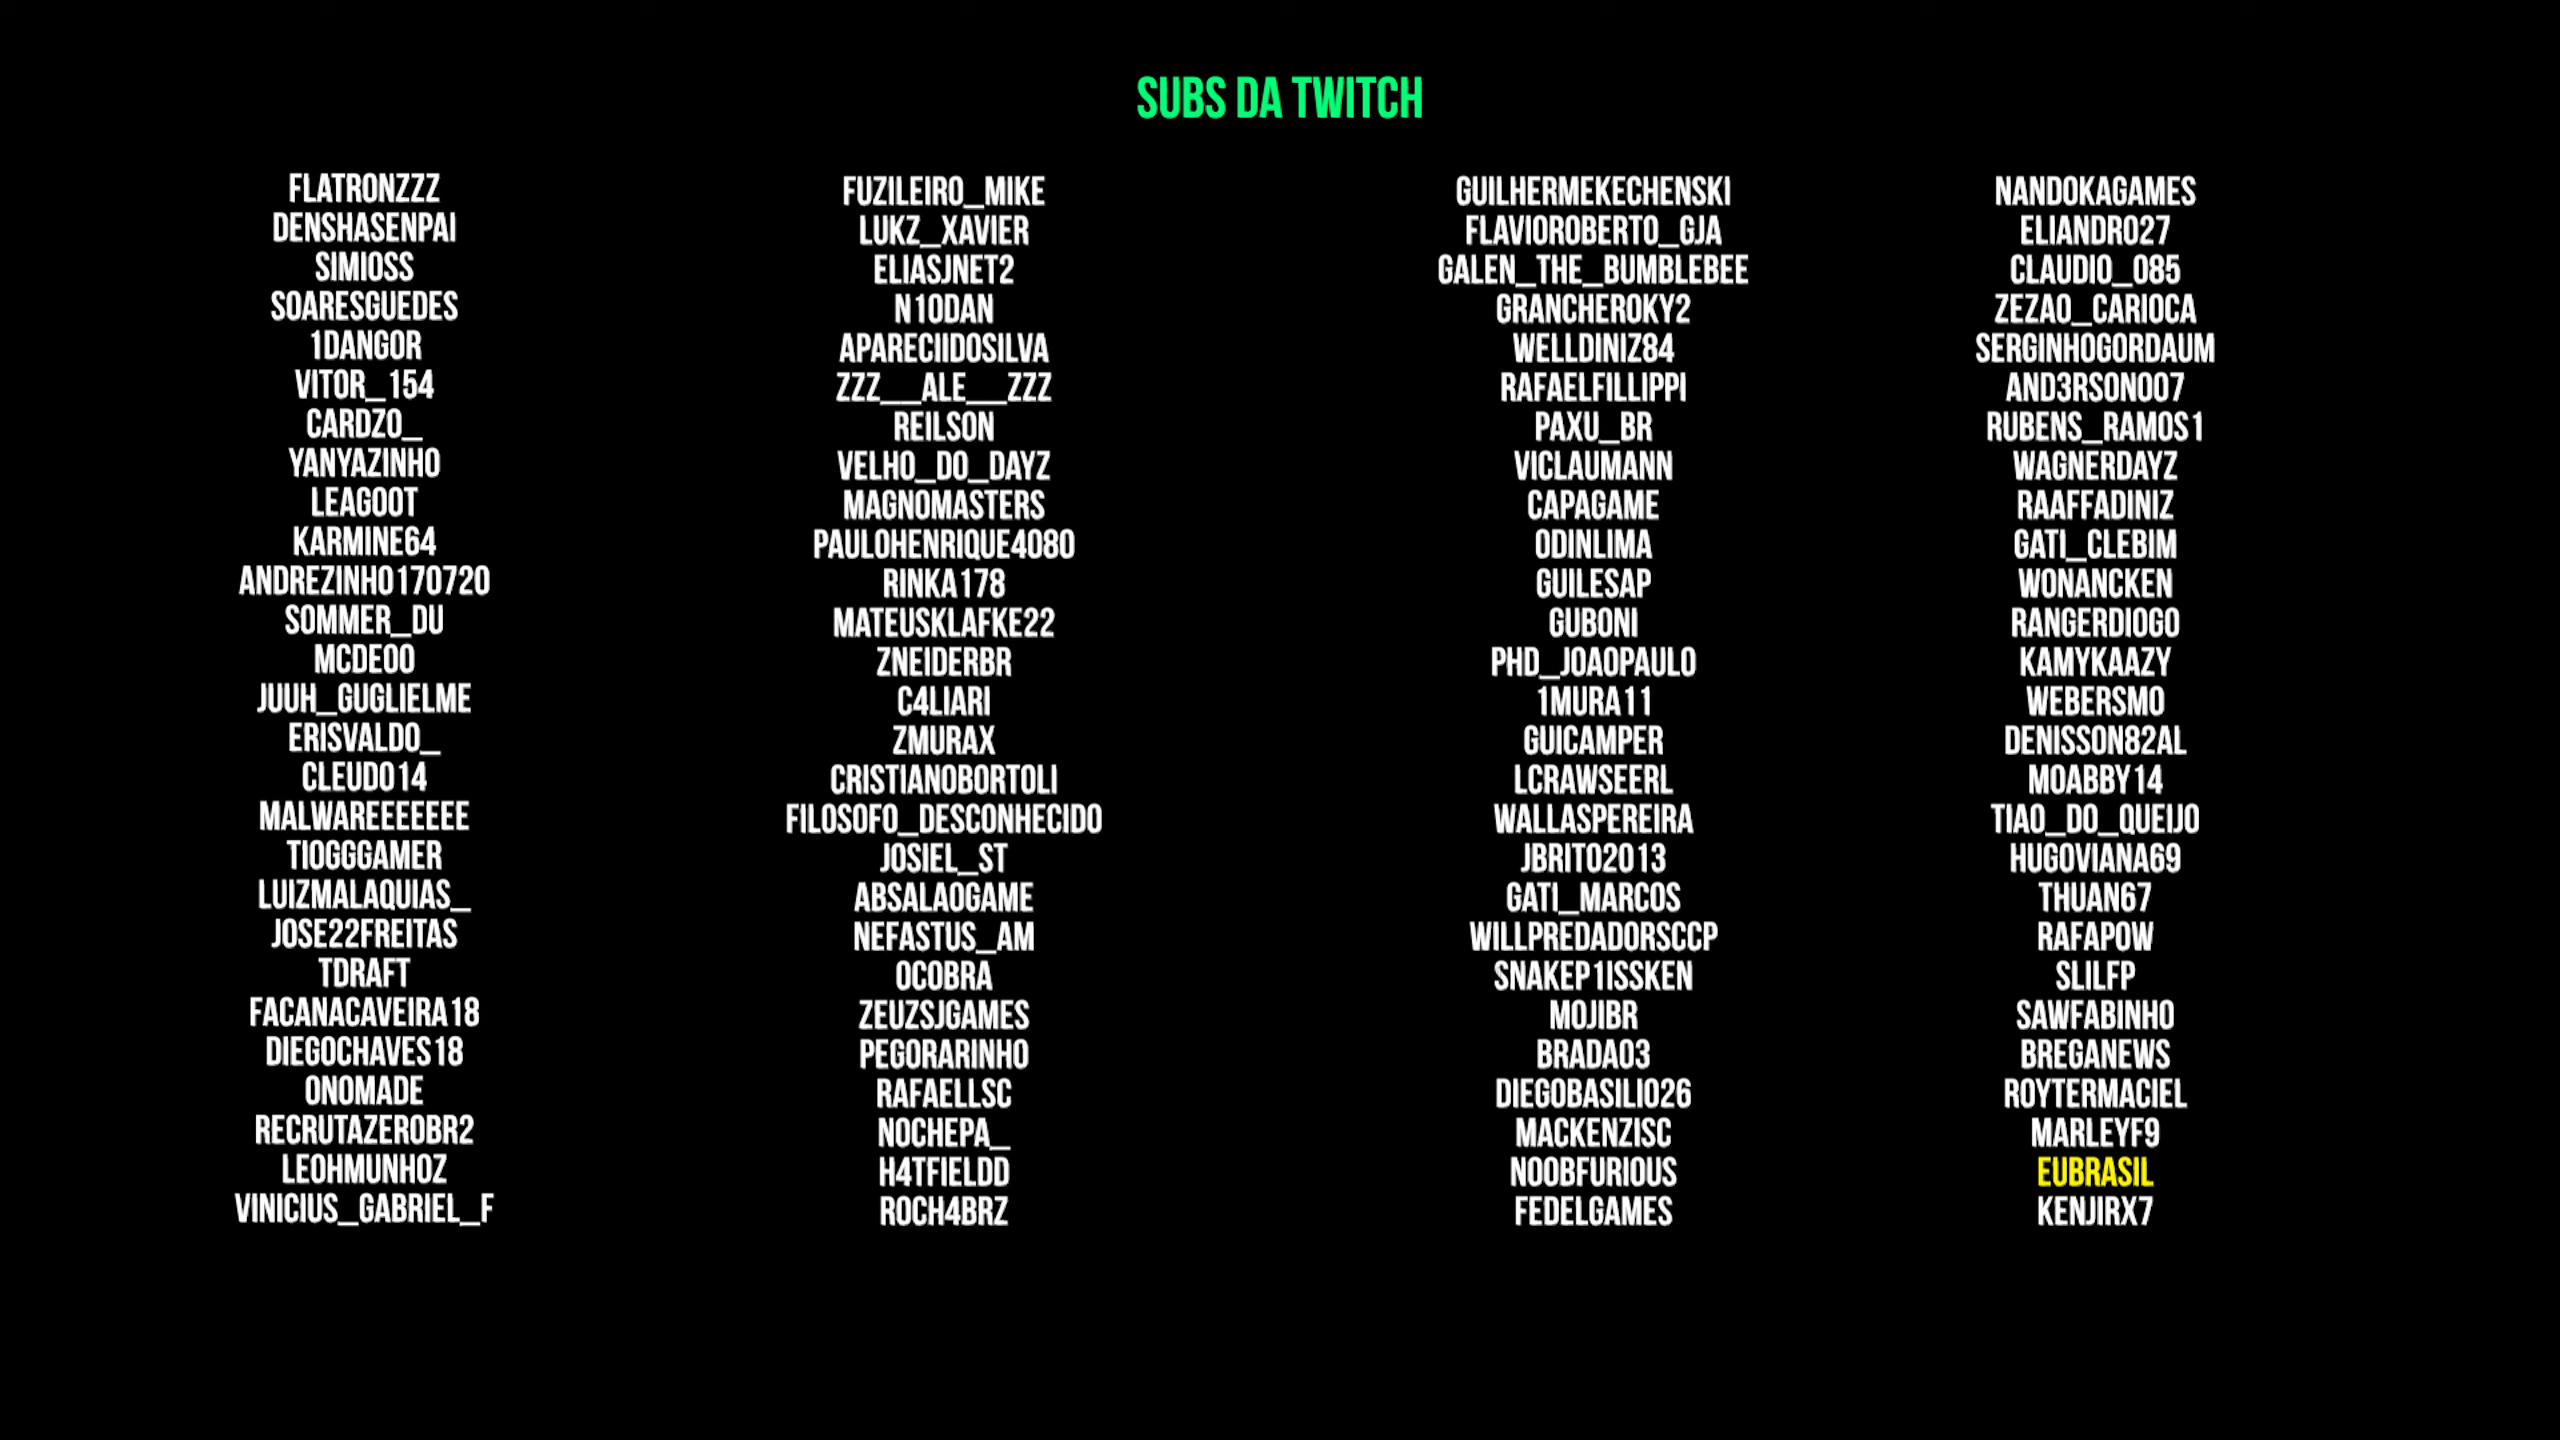 SUBS DA TWITCH
FLATRONZZZ
DENSHASENPAI
SIMIOSS
SOARESGUEDES
1DANGOR
VITOR_154
CARDZO_
YANYAZINHO
LEAGOOT
KARMINE64
ANDREZINHO170720
SOMMER_DU
MCDEOO
JUUH_GUGLIELME
ERISVALDO_
CLEUDO14
MALWAREEEEEEE
TIOGGGAMER
LUIZMALAQUIAS_
JOSE22FREITAS
TDRAFT
FACANACAVEIRA18
DIEGOCHAVES18
ONOMADE
RECRUTAZEROBR2
LEOHMUNHOZ
VINICIUS_GABRIEL_F
FUZILEIRO_MIKE
LUKZ_XAVIER
ELIASJNET2
N10DAN
APARECIIDOSILVA
ZZZ__ALE__ZZZ
REILSON
VELHO_DO_DAYZ
MAGNOMASTERS
PAULOHENRIQUE4080
RINKA178
MATEUSKLAFKE22
ZNEIDERBR
C4LIARI
ZMURAX
CRISTIANOBORTOLI
FILOSOFO_DESCONHECIDO
JOSIEL_ST
ABSALAOGAME
NEFASTUS_AM
OCOBRA
ZEUZSJGAMES
PEGORARINHO
RAFAELLSC
NOCHEPA_
H4TFIELDD
ROCH4BRZ
GUILHERMEKECHENSKI
FLAVIOROBERTO_GJA
GALEN_THE_BUMBLEBEE
GRANCHEROKY2
WELLDINIZ84
RAFAELFILLIPPI
PAXU_BR
VICLAUMANN
CAPAGAME
ODINLIMA
GUILESAP
GUBONI
PHD_JOAOPAULO
1MURA11
GUICAMPER
LCRAWSEERL
WALLASPEREIRA
JBRITO2013
GATI_MARCOS
WILLPREDADORSCCP
SNAKEP1ISSKEN
MOJIBR
BRADA03
DIEGOBASILIO26
MACKENZISC
NOOBFURIOUS
FEDELGAMES
NANDOKAGAMES
ELIANDRO27
CLAUDIO_085
ZEZAO_CARIOCA
SERGINHOGORDAUM
AND3RSON007
RUBENS_RAMOS1
WAGNERDAYZ
RAAFFADINIZ
GATI_CLEBIM
WONANCKEN
RANGERDIOGO
KAMYKAAZY
WEBERSMO
DENISSON82AL
MOABBY14
TIAO_DO_QUEIJO
HUGOVIANA69
THUAN67
RAFAPOW
SLILFP
SAWFABINHO
BREGANEWS
ROYTERMACIEL
MARLEYF9
EUBRASIL
KENJIRX7